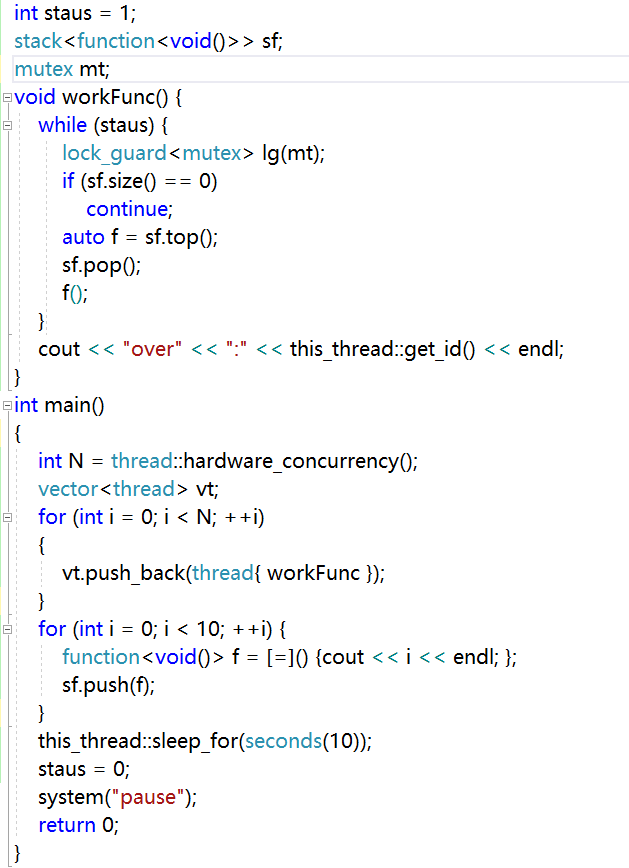 int staus = 1;
stack<function<void()>> sf;
mutex mt;
void workFunc() {
while (staus) {
lock_guard<mutex> lg(mt);
if (sf.size() == 0)
continue;
auto f = sf.top();
sf.pop();
f();
}
cout << "over" << ":" << this_thread::get_id() << endl;
}
int main()
{
int N = thread::hardware_concurrency();
vector<thread> vt;
for (int i = 0; i < N; ++i)
{
vt.push_back(thread{ workFunc });
}
for (int i = 0; i < 10; ++i) {
function<void()> f = [=]() {cout << i << endl; };
sf.push(f);
}
this_thread::sleep_for(seconds(10));
staus = 0;
system("pause");
return 0;
}